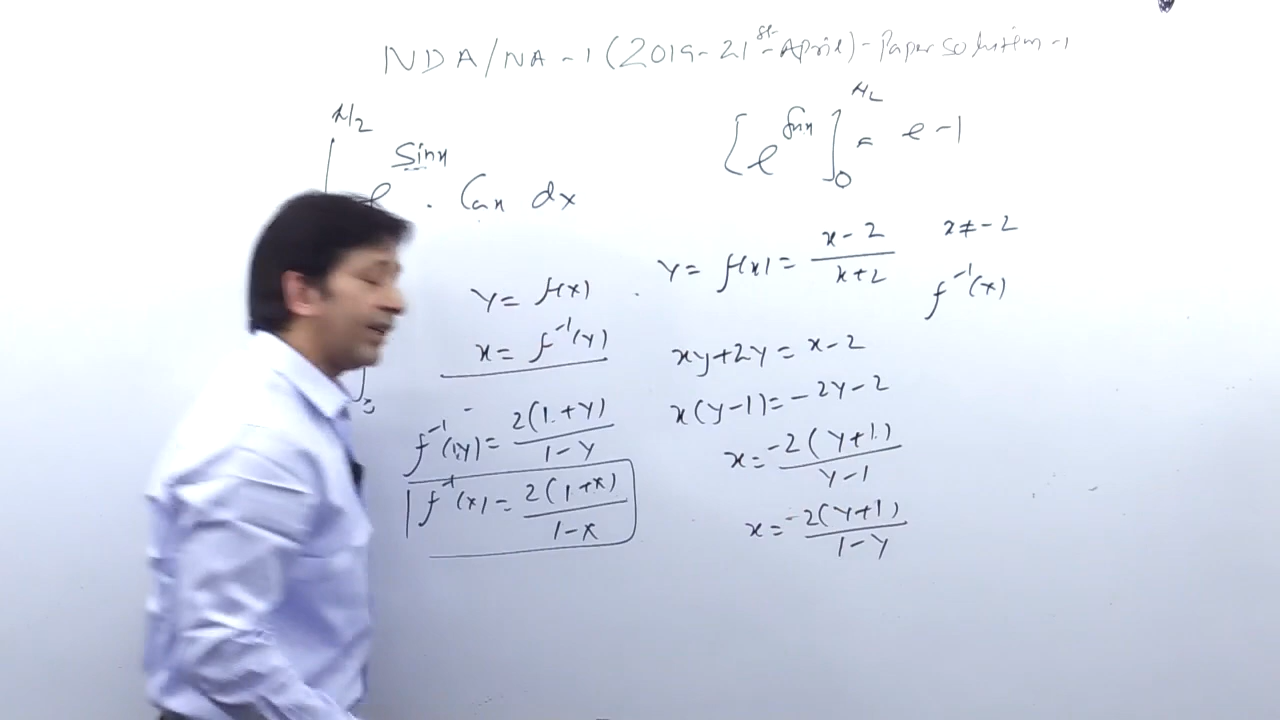 NDA/NA-1 (2019-21st-April)-Paper solution-1
π/2
e^sinx . Cosx dx
[e^sinx]₀^π/2 = e-1
y = f(x)
x = f⁻¹(y)
f⁻¹(y) = 2(1+y)/1-y
f⁻¹(x) = 2(1+x)/1-x
y = f(x) = x-2/x+2 x≠-2
f⁻¹(x)
xy+2y = x-2
x(y-1) = -2y-2
x = -2(y+1)/y-1
x = -2(y+1)/1-y